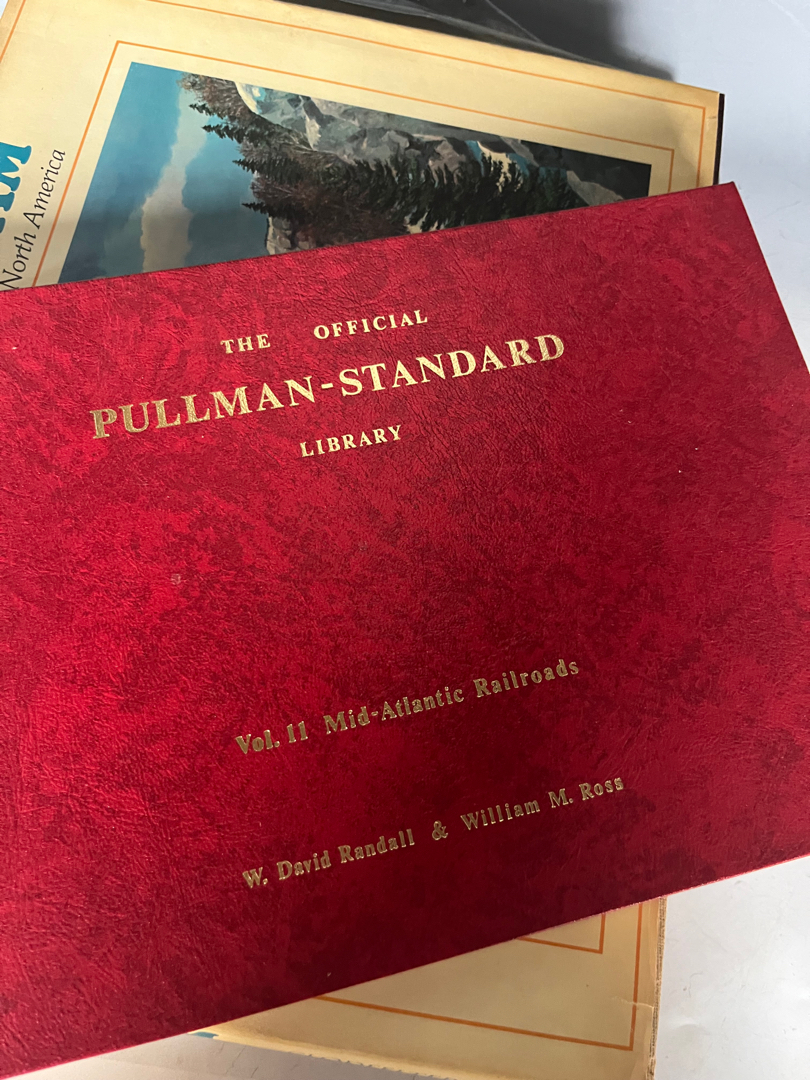 North America
THE OFFICIAL
PULLMAN-STANDARD
LIBRARY
Vol. 11 Mid-Atlantic Railroads
W. David Randall & William M. Ross